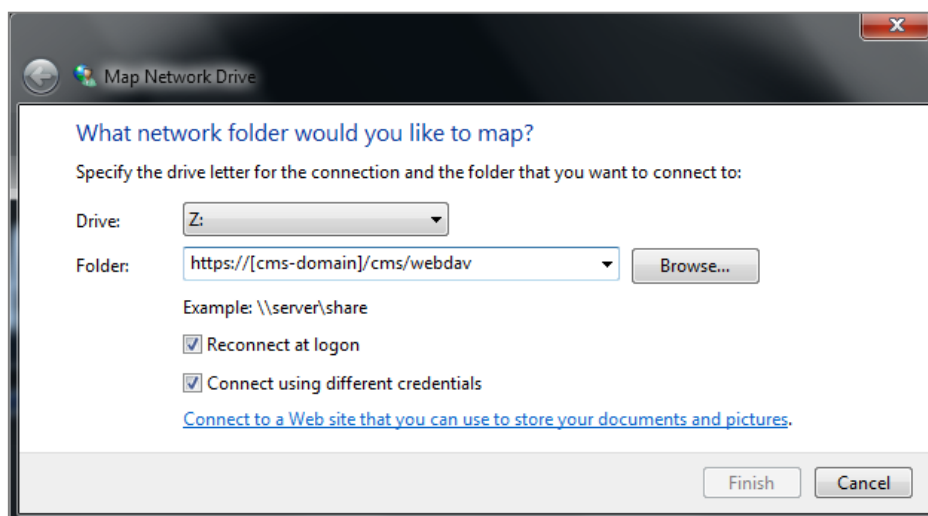 Map Network Drive
What network folder would you like to map?
Specify the drive letter for the connection and the folder that you want to connect to:
Drive: Z:
Folder: https://[cms-domain]/cms/webdav Browse...
Example: \\server\share
Reconnect at logon
Connect using different credentials
Connect to a Web site that you can use to store your documents and pictures.
Finish Cancel